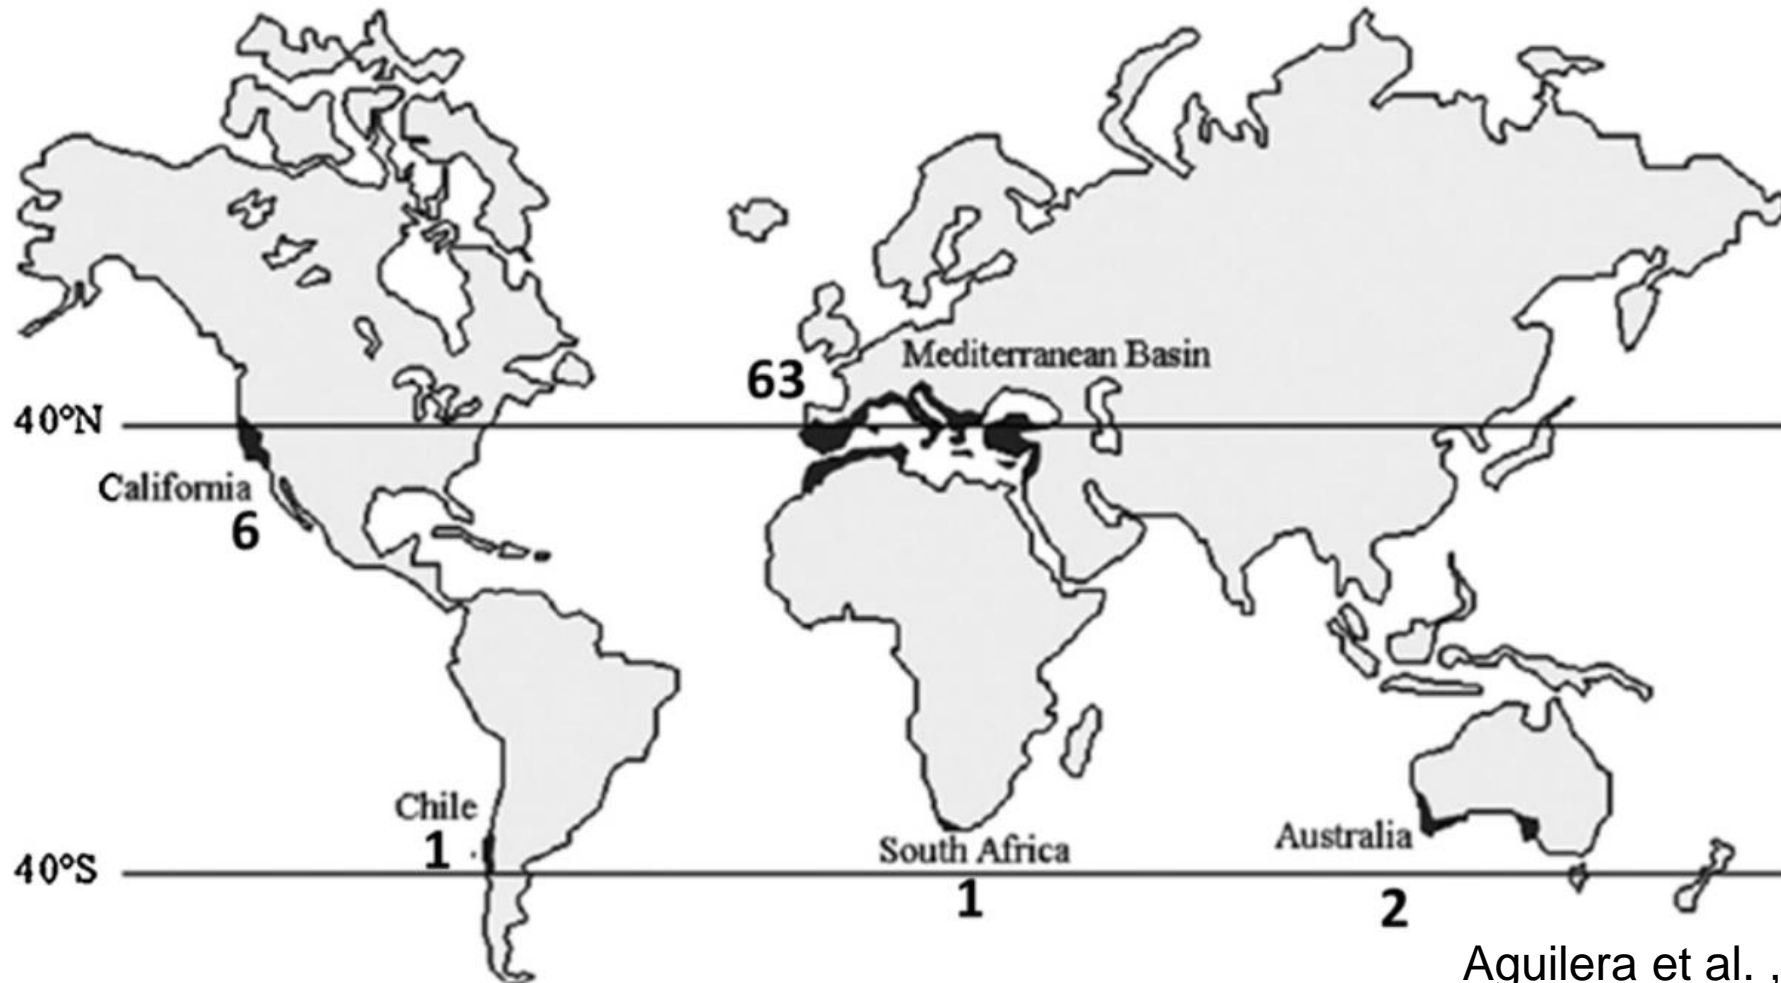 Mediterranean Basin
63
40°N
California
6
Chile
1
40°S
South Africa
1
Australia
2
Aguilera et al. ,